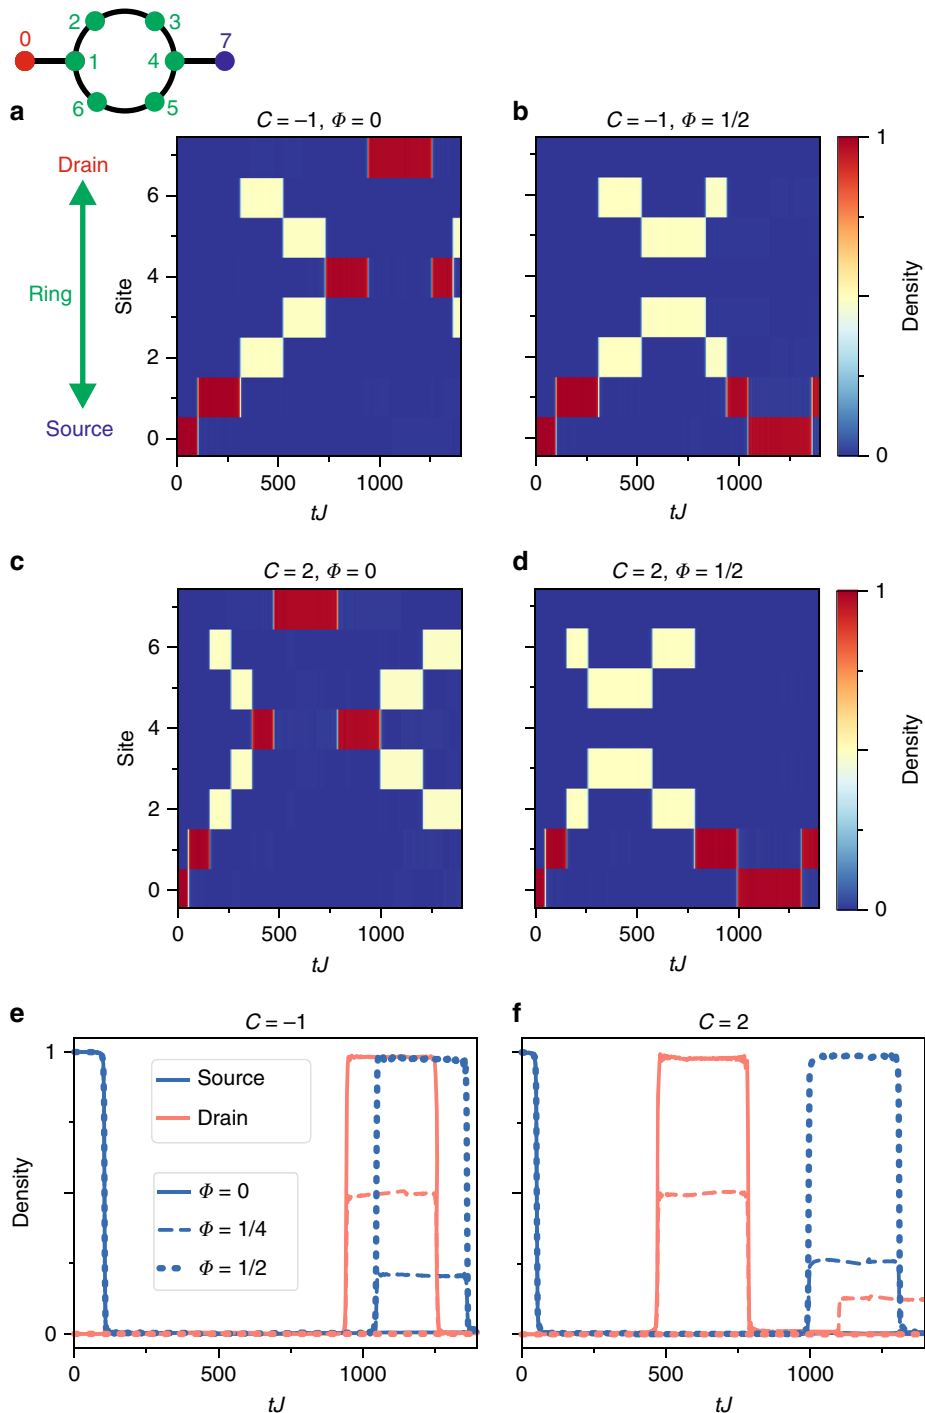 2 3
0 7
1 4
6 5
a C = –1, Φ = 0
b C = –1, Φ = 1/2
Drain
Ring
Source
Site
6
4
2
0
0 500 1000
tJ
0 500 1000
tJ
1
0
Density
c C = 2, Φ = 0
d C = 2, Φ = 1/2
Site
6
4
2
0
0 500 1000
tJ
0 500 1000
tJ
1
0
Density
e C = –1
f C = 2
Density
1
0
Source
Drain
Φ = 0
Φ = 1/4
Φ = 1/2
0 500 1000
tJ
0 500 1000
tJ